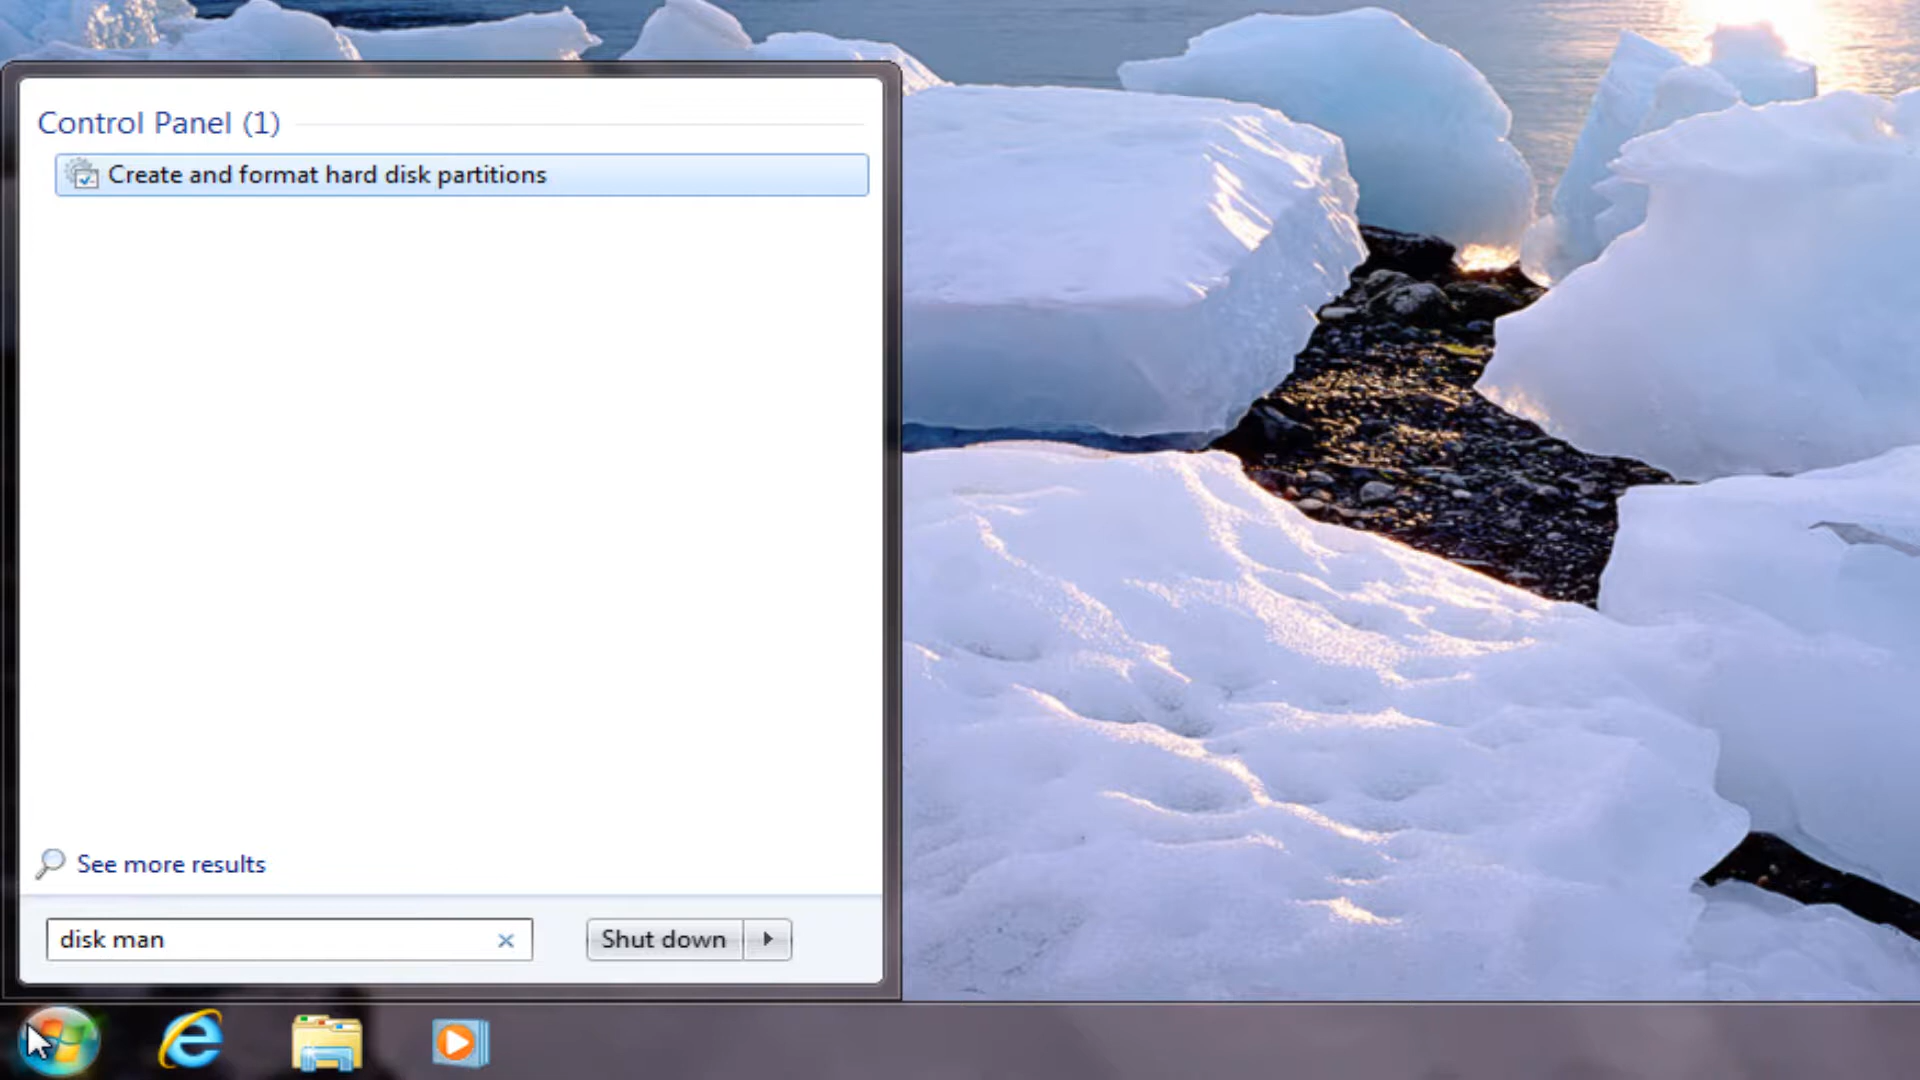 Control Panel (1)
Create and format hard disk partitions
See more results
disk man
Shut down